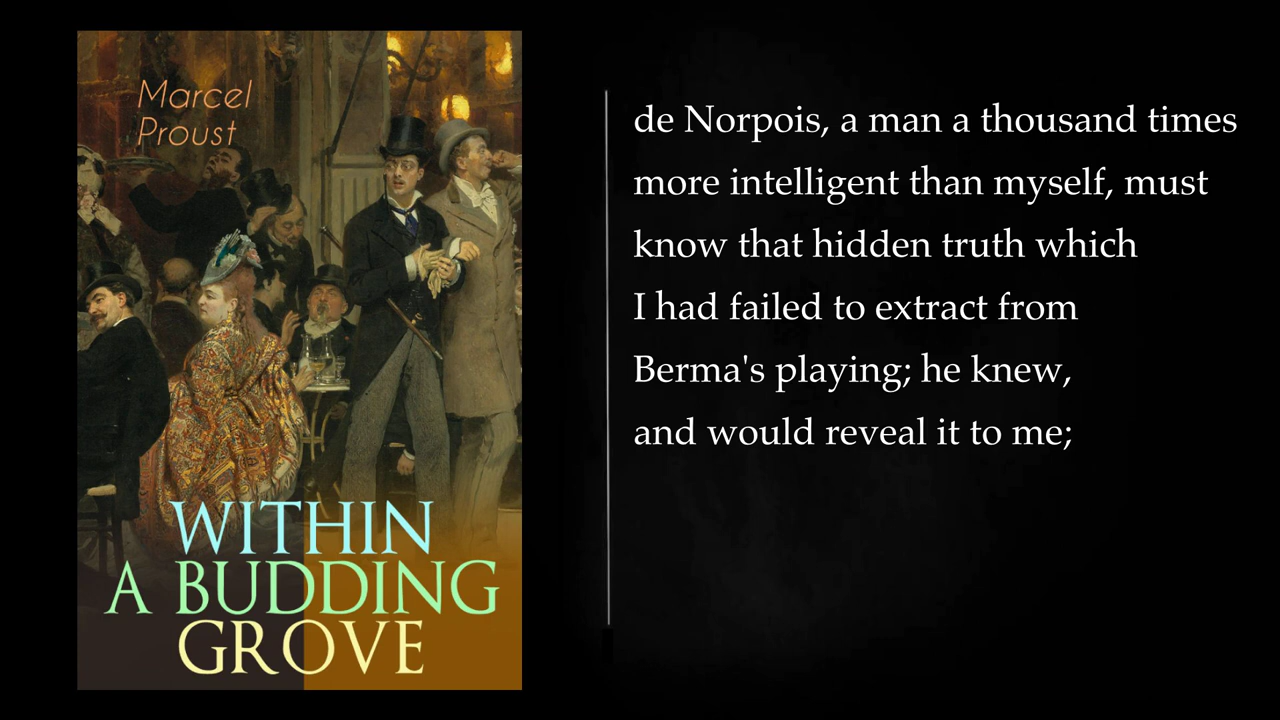 Marcel
Proust
WITHIN
A BUDDING
GROVE
de Norpois, a man a thousand times
more intelligent than myself, must
know that hidden truth which
I had failed to extract from
Berma's playing; he knew,
and would reveal it to me;